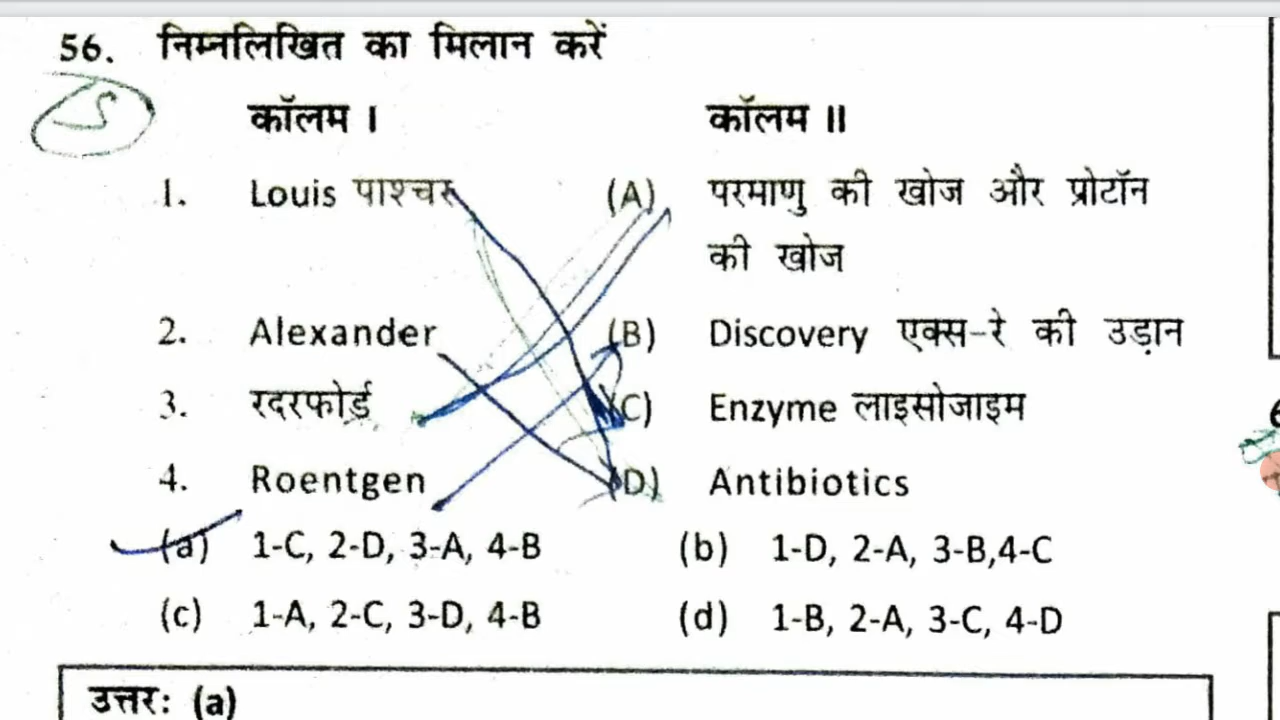 56. निम्नलिखित का मिलान करें
S
कॉलम I कॉलम II
1. Louis पाश्चर (A) परमाणु की खोज और प्रोटॉन
की खोज
2. Alexander (B) Discovery एक्स-रे की उड़ान
3. रदरफोर्ड (C) Enzyme लाइसोजाइम
4. Roentgen (D) Antibiotics
(a) 1-C, 2-D, 3-A, 4-B (b) 1-D, 2-A, 3-B,4-C
(c) 1-A, 2-C, 3-D, 4-B (d) 1-B, 2-A, 3-C, 4-D
उत्तर: (a)